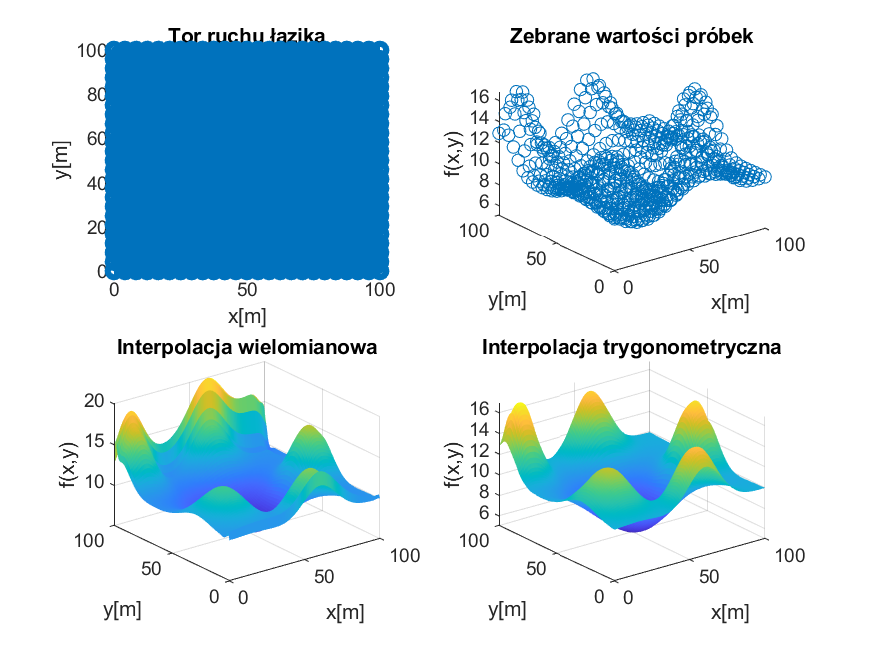 Tor ruchu łazika
100
80
60
40
20
0
y[m]
0 50 100
x[m]
Zebrane wartości próbek
16
14
12
10
8
6
f(x,y)
100
50
0
y[m]
0
50
100
x[m]
Interpolacja wielomianowa
20
15
10
f(x,y)
100
50
0
y[m]
0
50
100
x[m]
Interpolacja trygonometryczna
16
14
12
10
8
6
f(x,y)
100
50
0
y[m]
0
50
100
x[m]